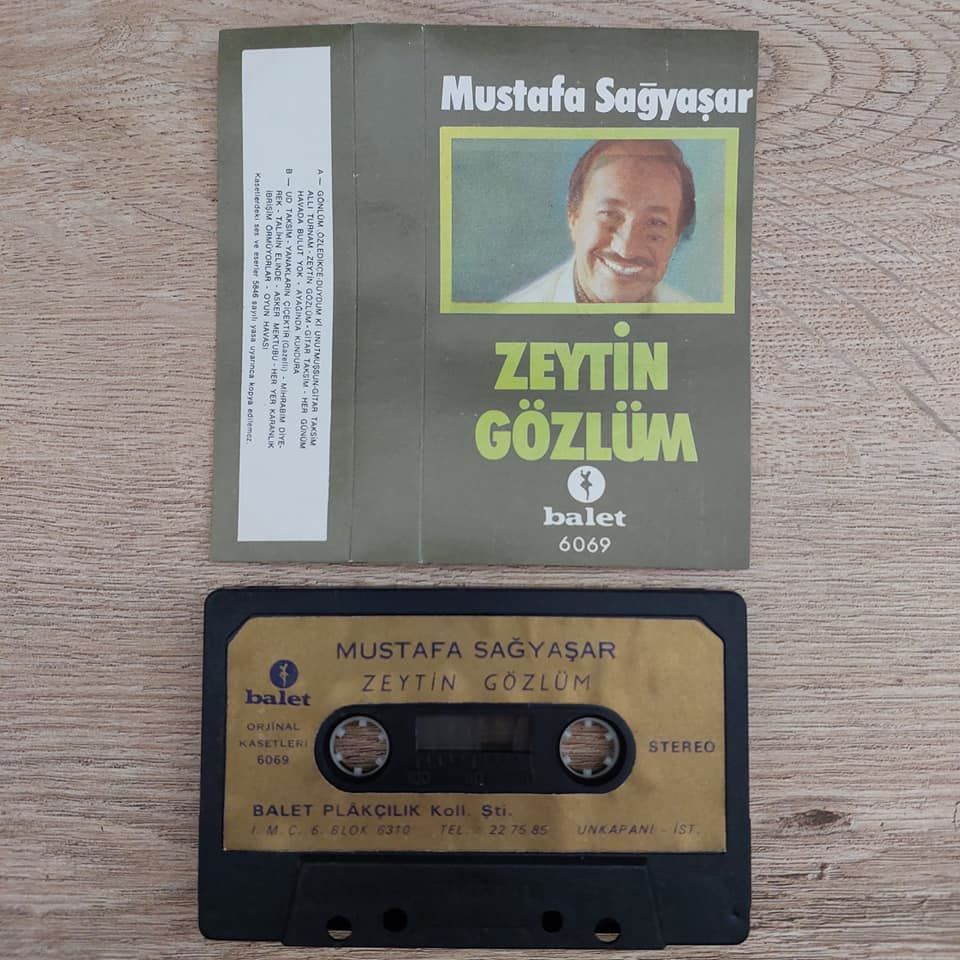 Mustafa Sağyaşar
ZEYTİN
GÖZLÜM
balet
6069
A — GÖNLÜM ÖZLEDİKÇE-DUYDUM Kİ UNUTMUŞSUN-GİTAR TAKSİM
ALLI TURNAM - ZEYTİN GÖZLÜM - GİTAR TAKSİM - HER GÜNÜM
HAVADA BULUT YOK - AYAĞINDA KUNDURA
B — UD TAKSİM - YANAKLARIN ÇİÇEKTİR (Gazelli) - MİHRABIM DİYE-
REK - TALİHİN ELİNDE - ASKER MEKTUBU - HER YER KARANLIK
İBRİŞİM ÖRMÜYORLAR - OYUN HAVASI
Kasetlerdeki ses ve eserler 5846 sayılı yasa uyarınca kopya edilemez.
MUSTAFA SAĞYAŞAR
ZEYTİN GÖZLÜM
balet
ORJİNAL
KASETLERİ
6069
STEREO
100 50
BALET PLÂKÇILIK Koll. Şti.
İ. M. Ç. 6. BLOK 6310 TEL. : 22 75 85 UNKAPANI - İST.